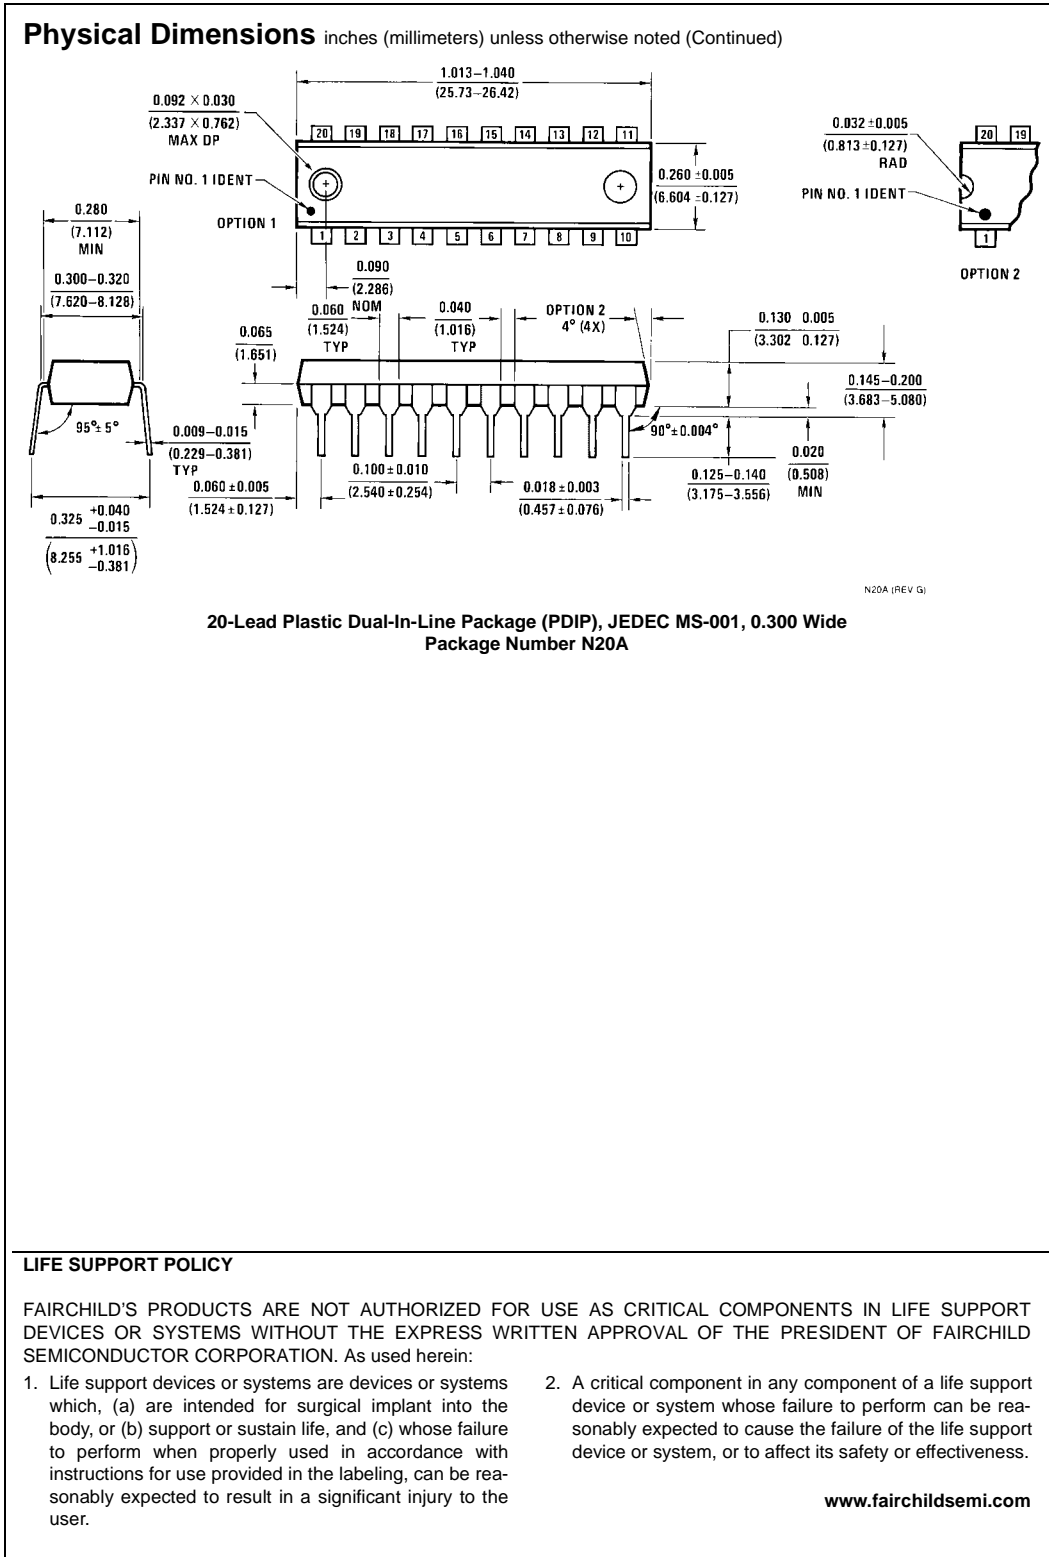 Physical Dimensions inches (millimeters) unless otherwise noted (Continued)
1.013–1.040
(25.73–26.42)
0.092 × 0.030
(2.337 × 0.762)
MAX DP
20 19 18 17 16 15 14 13 12 11
0.032 ±0.005
(0.813 ±0.127)
RAD
20 19
PIN NO. 1 IDENT
0.260 ±0.005
(6.604 ±0.127)
PIN NO. 1 IDENT
OPTION 1
1 2 3 4 5 6 7 8 9 10
1
OPTION 2
0.280
(7.112)
MIN
0.300–0.320
(7.620–8.128)
0.090
(2.286)
NOM
0.060
(1.524)
TYP
0.040
(1.016)
TYP
OPTION 2
4° (4X)
0.130 0.005
(3.302 0.127)
0.065
(1.651)
0.145–0.200
(3.683–5.080)
95°± 5°
0.009–0.015
(0.229–0.381)
TYP
90°±0.004°
0.020
(0.508)
MIN
0.125–0.140
(3.175–3.556)
0.100 ±0.010
(2.540 ±0.254)
0.018 ±0.003
(0.457 ±0.076)
0.060 ±0.005
(1.524 ±0.127)
0.325 +0.040
−0.015
(8.255 +1.016
−0.381)
N20A (REV G)
20-Lead Plastic Dual-In-Line Package (PDIP), JEDEC MS-001, 0.300 Wide
Package Number N20A
LIFE SUPPORT POLICY
FAIRCHILD'S PRODUCTS ARE NOT AUTHORIZED FOR USE AS CRITICAL COMPONENTS IN LIFE SUPPORT
DEVICES OR SYSTEMS WITHOUT THE EXPRESS WRITTEN APPROVAL OF THE PRESIDENT OF FAIRCHILD
SEMICONDUCTOR CORPORATION. As used herein:
1. Life support devices or systems are devices or systems
which, (a) are intended for surgical implant into the
body, or (b) support or sustain life, and (c) whose failure
to perform when properly used in accordance with
instructions for use provided in the labeling, can be rea-
sonably expected to result in a significant injury to the
user.
2. A critical component in any component of a life support
device or system whose failure to perform can be rea-
sonably expected to cause the failure of the life support
device or system, or to affect its safety or effectiveness.
www.fairchildsemi.com